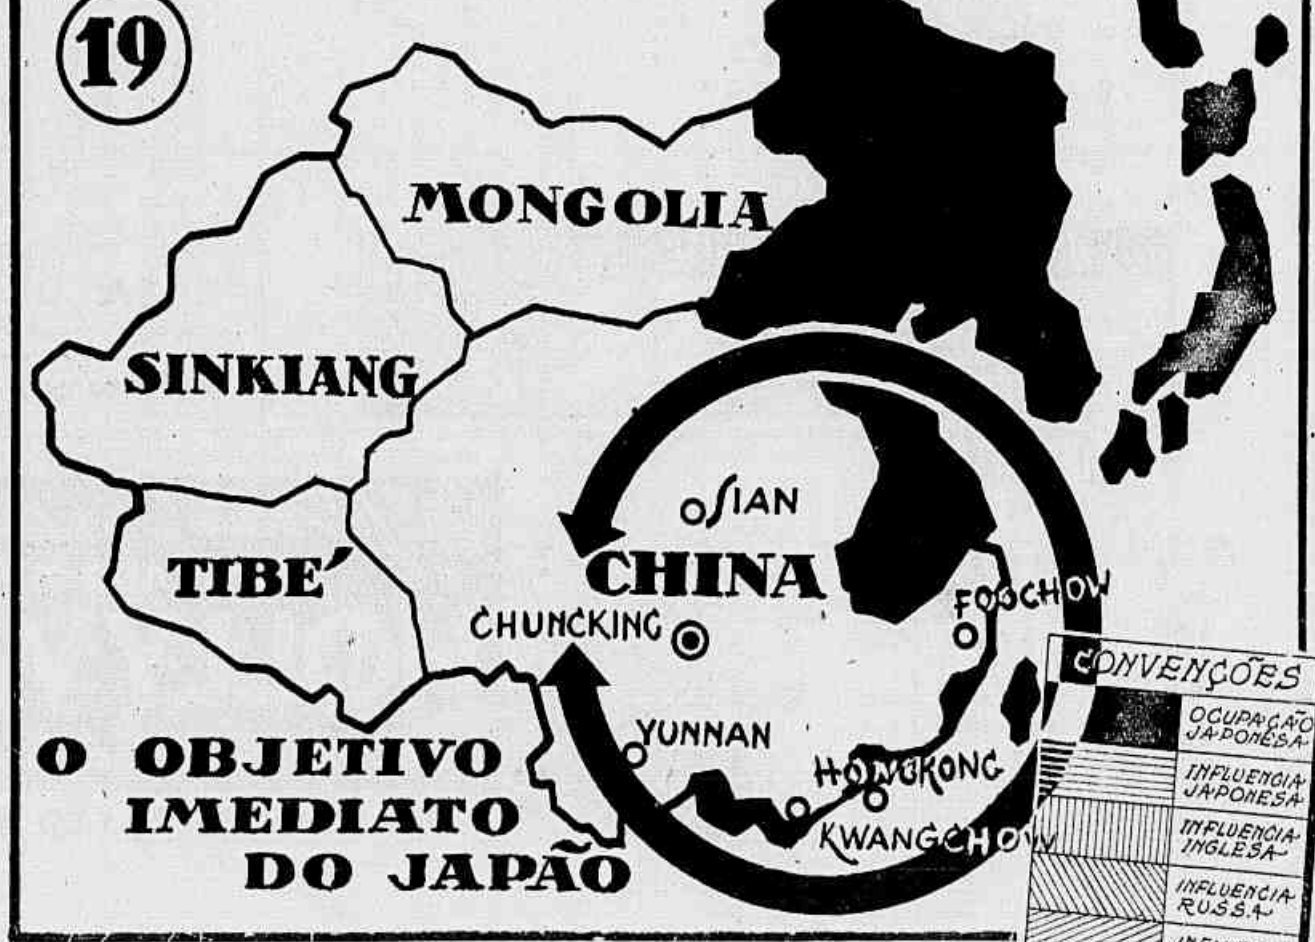 19
MONGOLIA
SINKIANG
SIAN
TIBE´
CHINA
FOOCHOW
CHUNCKING
YUNNAN
HONGKONG
KWANGCHOW
O OBJETIVO
IMEDIATO
DO JAPÃO
CONVENÇÕES
OCUPAÇÃO
JAPONESA
INFLUENCIA
JAPONESA
INFLUENCIA
INGLESA
INFLUENCIA
RUSSA